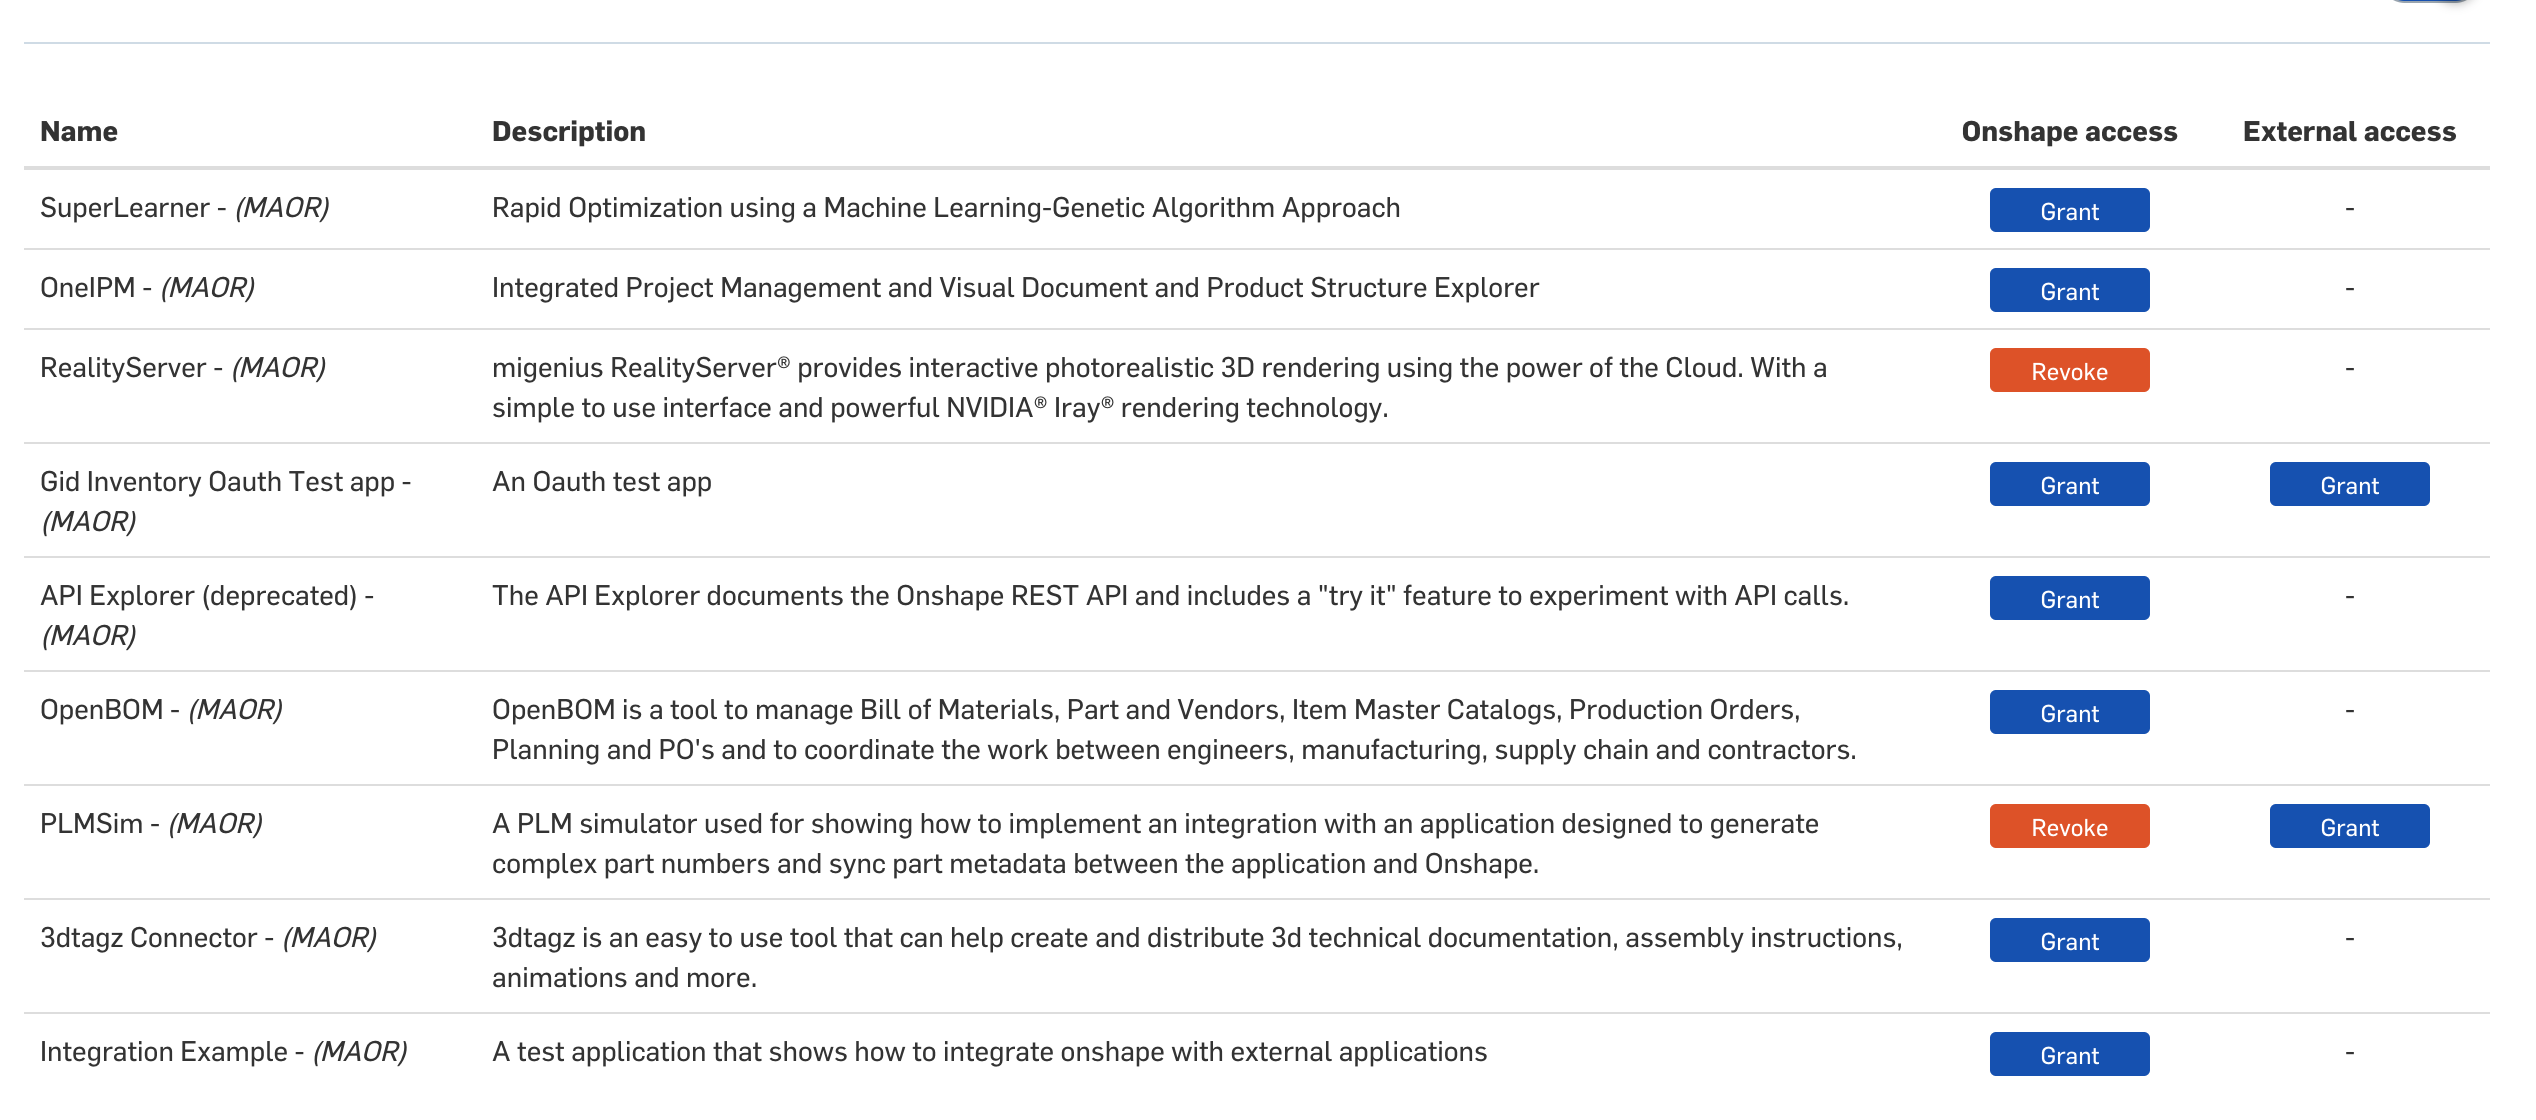 Name Description Onshape access External access
SuperLearner - (MAOR) Rapid Optimization using a Machine Learning-Genetic Algorithm Approach Grant -
OneIPM - (MAOR) Integrated Project Management and Visual Document and Product Structure Explorer Grant -
RealityServer - (MAOR) migenius RealityServer® provides interactive photorealistic 3D rendering using the power of the Cloud. With a Revoke -
simple to use interface and powerful NVIDIA® Iray® rendering technology.
Gid Inventory Oauth Test app - An Oauth test app Grant Grant
(MAOR)
API Explorer (deprecated) - The API Explorer documents the Onshape REST API and includes a "try it" feature to experiment with API calls. Grant -
(MAOR)
OpenBOM - (MAOR) OpenBOM is a tool to manage Bill of Materials, Part and Vendors, Item Master Catalogs, Production Orders, Grant -
Planning and PO's and to coordinate the work between engineers, manufacturing, supply chain and contractors.
PLMSim - (MAOR) A PLM simulator used for showing how to implement an integration with an application designed to generate Revoke Grant
complex part numbers and sync part metadata between the application and Onshape.
3dtagz Connector - (MAOR) 3dtagz is an easy to use tool that can help create and distribute 3d technical documentation, assembly instructions, Grant -
animations and more.
Integration Example - (MAOR) A test application that shows how to integrate onshape with external applications Grant -